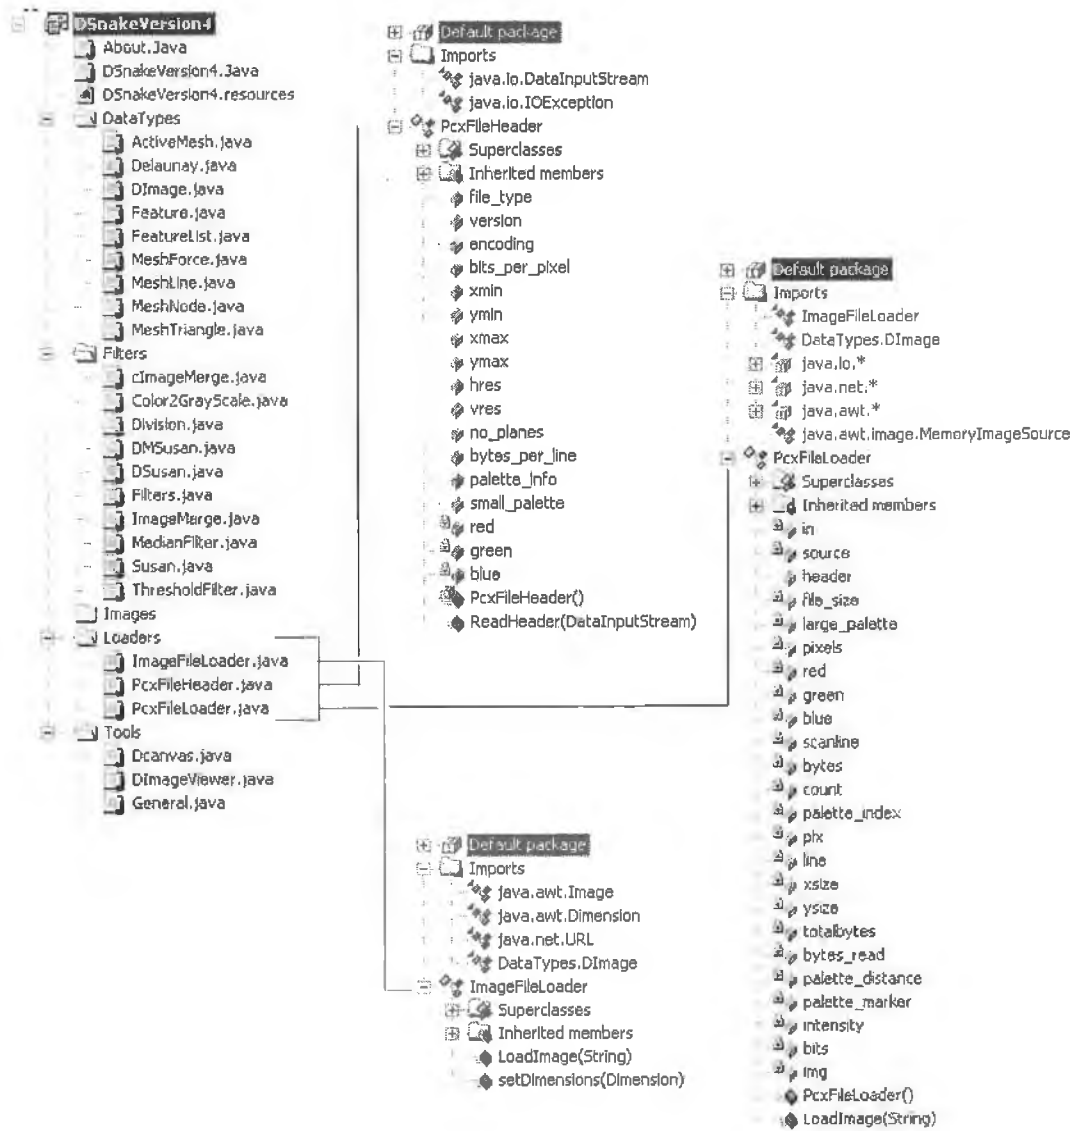 DSnakeVersion4
About.Java
DSnakeVersion4.Java
DSnakeVersion4.resources
DataTypes
ActiveMesh.java
Delaunay.java
DImage.java
Feature.java
FeatureList.java
MeshForce.java
MeshLine.java
MeshNode.java
MeshTriangle.java
Filters
cImageMerge.java
Color2GrayScale.java
Division.java
DMSusan.java
DSusan.java
Filters.java
ImageMerge.java
MedianFilter.java
Susan.java
ThresholdFilter.java
Images
Loaders
ImageFileLoader.java
PcxFileHeader.java
PcxFileLoader.java
Tools
Dcanvas.java
DImageViewer.java
General.java
Default package
Imports
java.io.DataInputStream
java.io.IOException
PcxFileHeader
Superclasses
Inherited members
file_type
version
encoding
bits_per_pixel
xmin
ymin
xmax
ymax
hres
vres
no_planes
bytes_per_line
palette_info
small_palette
red
green
blue
PcxFileHeader()
ReadHeader(DataInputStream)
Default package
Imports
java.awt.Image
java.awt.Dimension
java.net.URL
DataTypes.DImage
ImageFileLoader
Superclasses
Inherited members
LoadImage(String)
setDimensions(Dimension)
Default package
Imports
ImageFileLoader
DataTypes.DImage
java.io.*
java.net.*
java.awt.*
java.awt.image.MemoryImageSource
PcxFileLoader
Superclasses
Inherited members
in
source
header
file_size
large_palette
pixels
red
green
blue
scanline
bytes
count
palette_index
pix
line
xsize
ysize
totalbytes
bytes_read
palette_distance
palette_marker
intensity
bits
img
PcxFileLoader()
LoadImage(String)